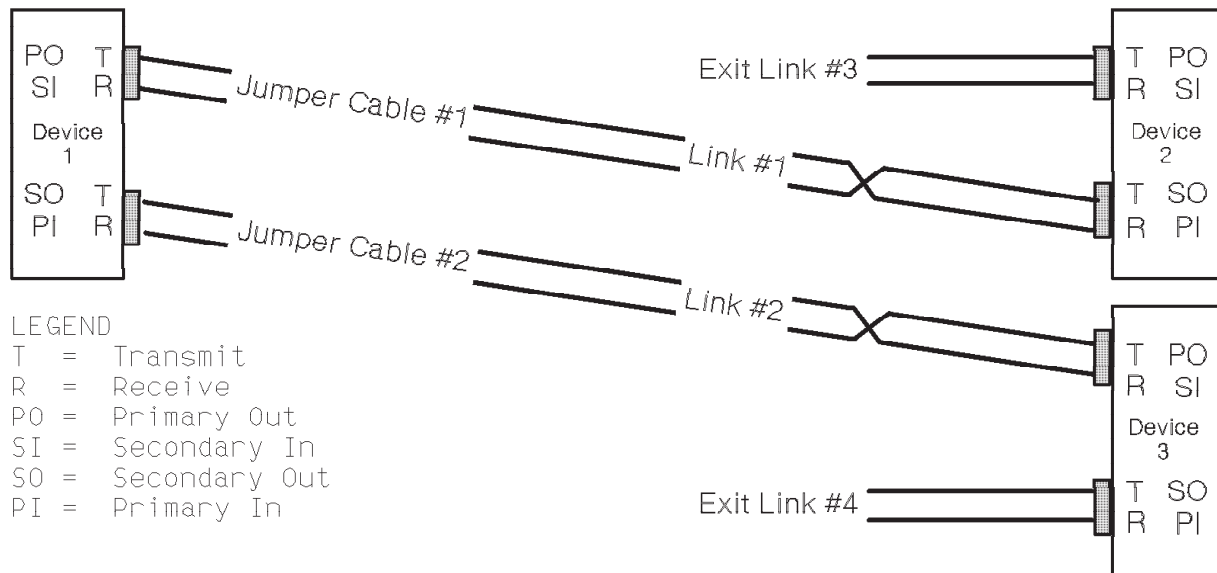 PO T
SI R
Device
1
SO T
PI R
Jumper Cable #1
Link #1
Jumper Cable #2
Link #2
Exit Link #3
T PO
R SI
Device
2
T SO
R PI
T PO
R SI
Device
3
Exit Link #4
T SO
R PI
LEGEND
T = Transmit
R = Receive
PO = Primary Out
SI = Secondary In
SO = Secondary Out
PI = Primary In